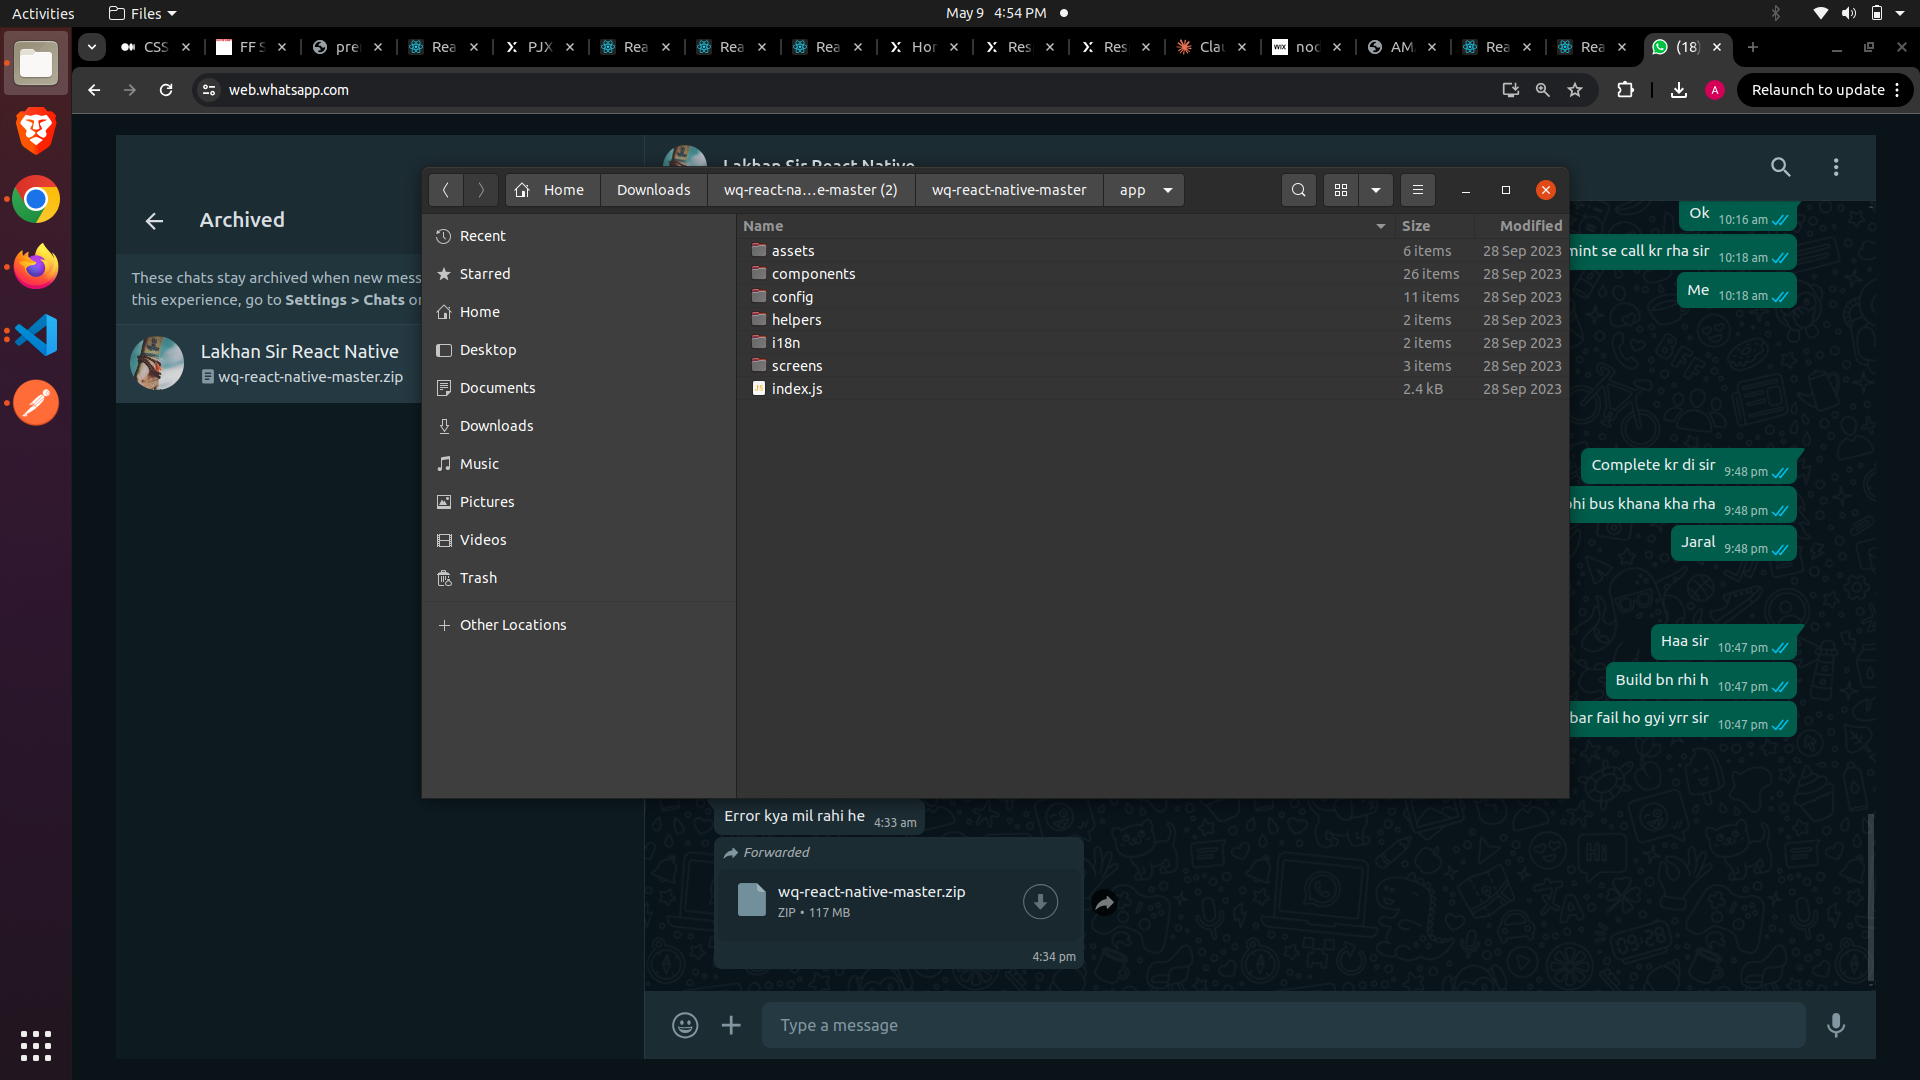 Activities
Files
May 9 4:54 PM
CSS
FF S
pre
Rea
PJX
Rea
Rea
Rea
Hor
Res
Res
Clau
nod
AM
Rea
Rea
(18)
web.whatsapp.com
A
Relaunch to update
Archived
These chats stay archived when new mess
this experience, go to Settings > Chats on
Lakhan Sir React Native
wq-react-native-master.zip
Lakhan Sir React Native
Home
Downloads
wq-react-na…e-master (2)
wq-react-native-master
app
Recent
Starred
Home
Desktop
Documents
Downloads
Music
Pictures
Videos
Trash
Other Locations
Name Size Modified
assets 6 items 28 Sep 2023
components 26 items 28 Sep 2023
config 11 items 28 Sep 2023
helpers 2 items 28 Sep 2023
i18n 2 items 28 Sep 2023
screens 3 items 28 Sep 2023
index.js 2.4 kB 28 Sep 2023
Ok 10:16 am
mint se call kr rha sir 10:18 am
Me 10:18 am
Complete kr di sir 9:48 pm
bhi bus khana kha rha 9:48 pm
Jaral 9:48 pm
Haa sir 10:47 pm
Build bn rhi h 10:47 pm
bar fail ho gyi yrr sir 10:47 pm
Error kya mil rahi he 4:33 am
Forwarded
wq-react-native-master.zip
ZIP • 117 MB
4:34 pm
Type a message